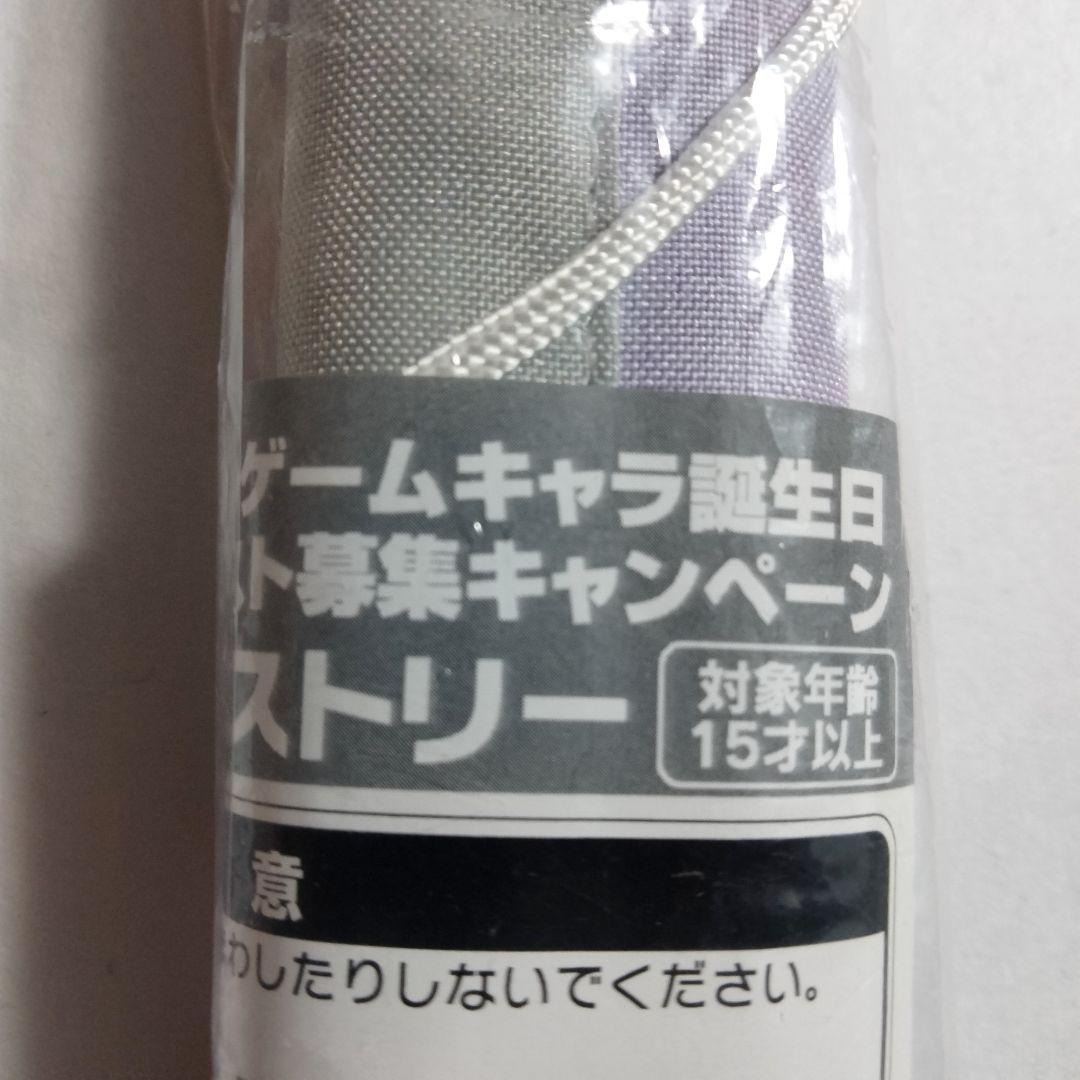 ゲームキャラ誕生日
ト募集キャンペーン
ストリー
対象年齢
15才以上
意
わしたりしないでください。